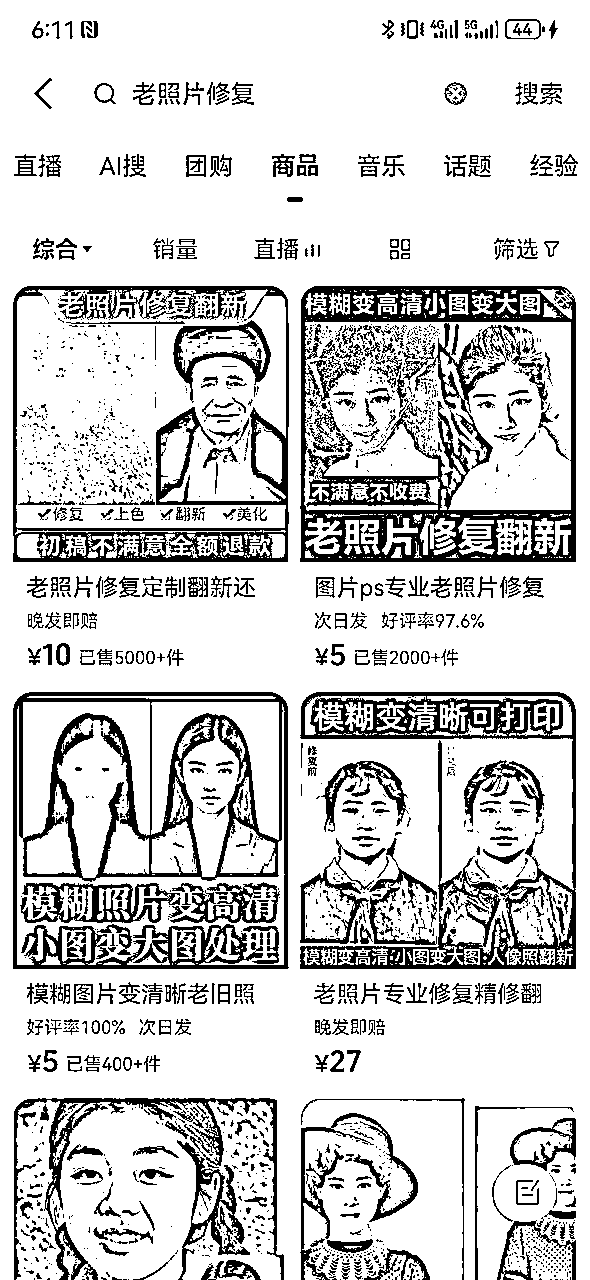 6:11 4G 5G 44
老照片修复 搜索
直播 AI搜 团购 商品 音乐 话题 经验
综合 销量 直播 筛选
老照片修复翻新
修复 上色 翻新 美化
初稿不满意全额退款
老照片修复定制翻新还
晚发即赔
¥10 已售5000+件
模糊变高清小图变大图
不满意不收费
老照片修复翻新
图片ps专业老照片修复
次日发 好评率97.6%
¥5 已售2000+件
模糊照片变高清
小图变大图处理
模糊图片变清晰老旧照
好评率100% 次日发
¥5 已售400+件
模糊变清晰可打印
修复前
模糊变高清·小图变大图·人像照翻新
老照片专业修复精修翻
晚发即赔
¥27